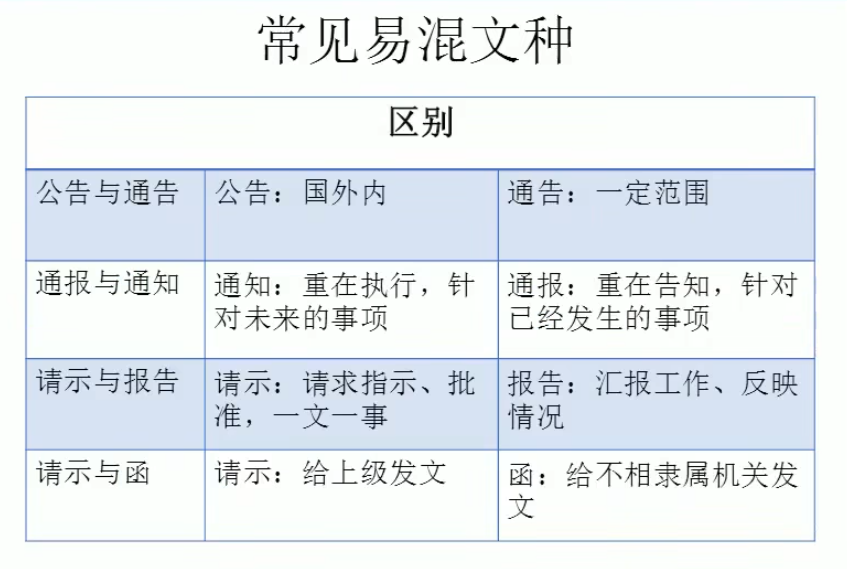 常见易混文种
区别
公告与通告
公告：国外内
通告：一定范围
通报与通知
通知：重在执行，针
对未来的事项
通报：重在告知，针对
已经发生的事项
请示与报告
请示：请求指示、批
准，一文一事
报告：汇报工作、反映
情况
请示与函
请示：给上级发文
函：给不相隶属机关发
文